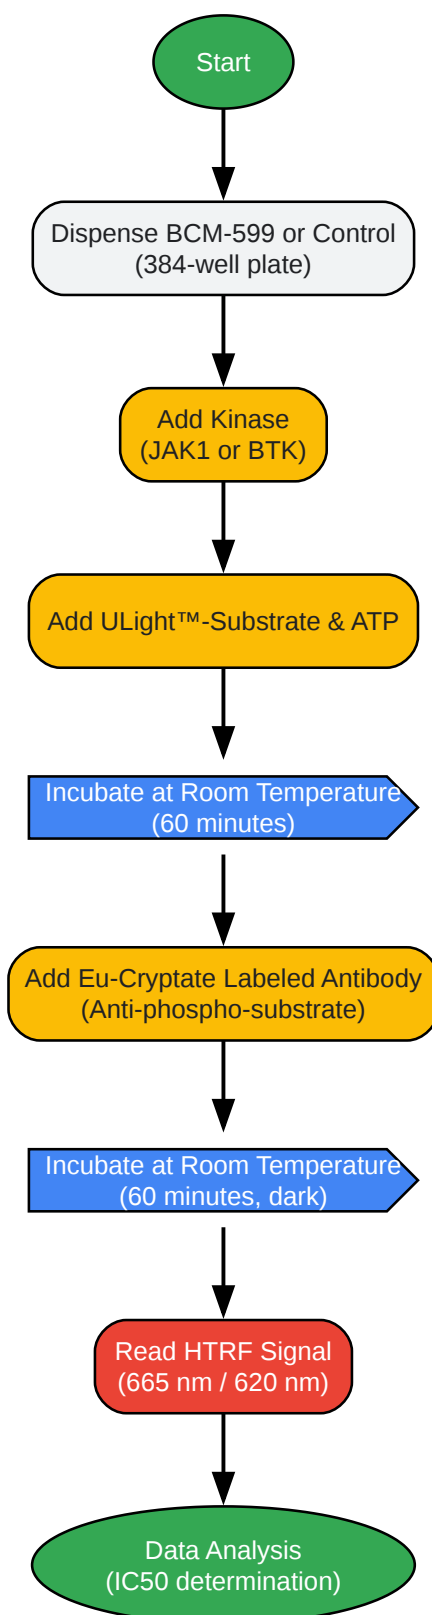 Start
Dispense BCM-599 or Control
(384-well plate)
Add Kinase
(JAK1 or BTK)
Add ULight™-Substrate & ATP
Incubate at Room Temperature
(60 minutes)
Add Eu-Cryptate Labeled Antibody
(Anti-phospho-substrate)
Incubate at Room Temperature
(60 minutes, dark)
Read HTRF Signal
(665 nm / 620 nm)
Data Analysis
(IC50 determination)